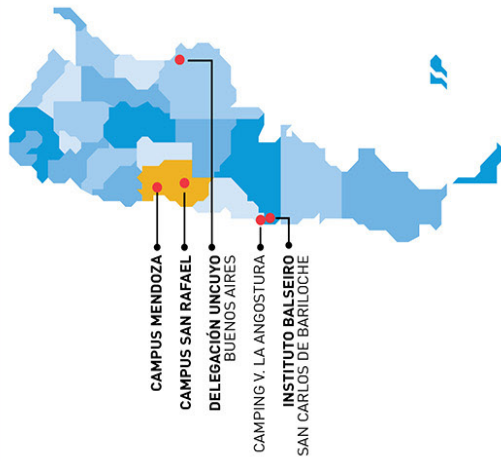 CAMPUS MENDOZA
CAMPUS SAN RAFAEL
DELEGACIÓN UNCUYO
BUENOS AIRES
CAMPING V. LA ANGOSTURA
INSTITUTO BALSEIRO
SAN CARLOS DE BARILOCHE